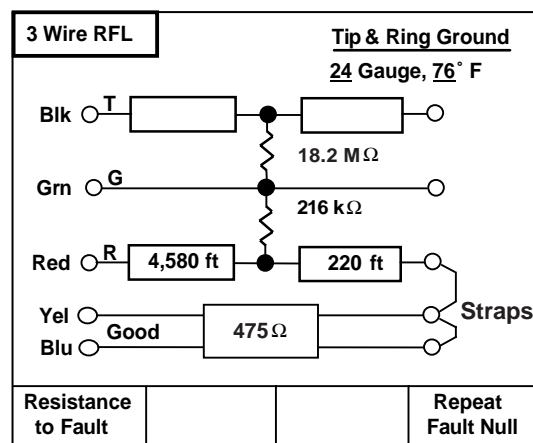 3 Wire RFL
Tip & Ring Ground
24 Gauge, 76° F
Blk T
18.2 MΩ
Grn G
216 kΩ
Red R 4,580 ft 220 ft
Yel
Straps
Good 475 Ω
Blu
Resistance to Fault
Repeat Fault Null